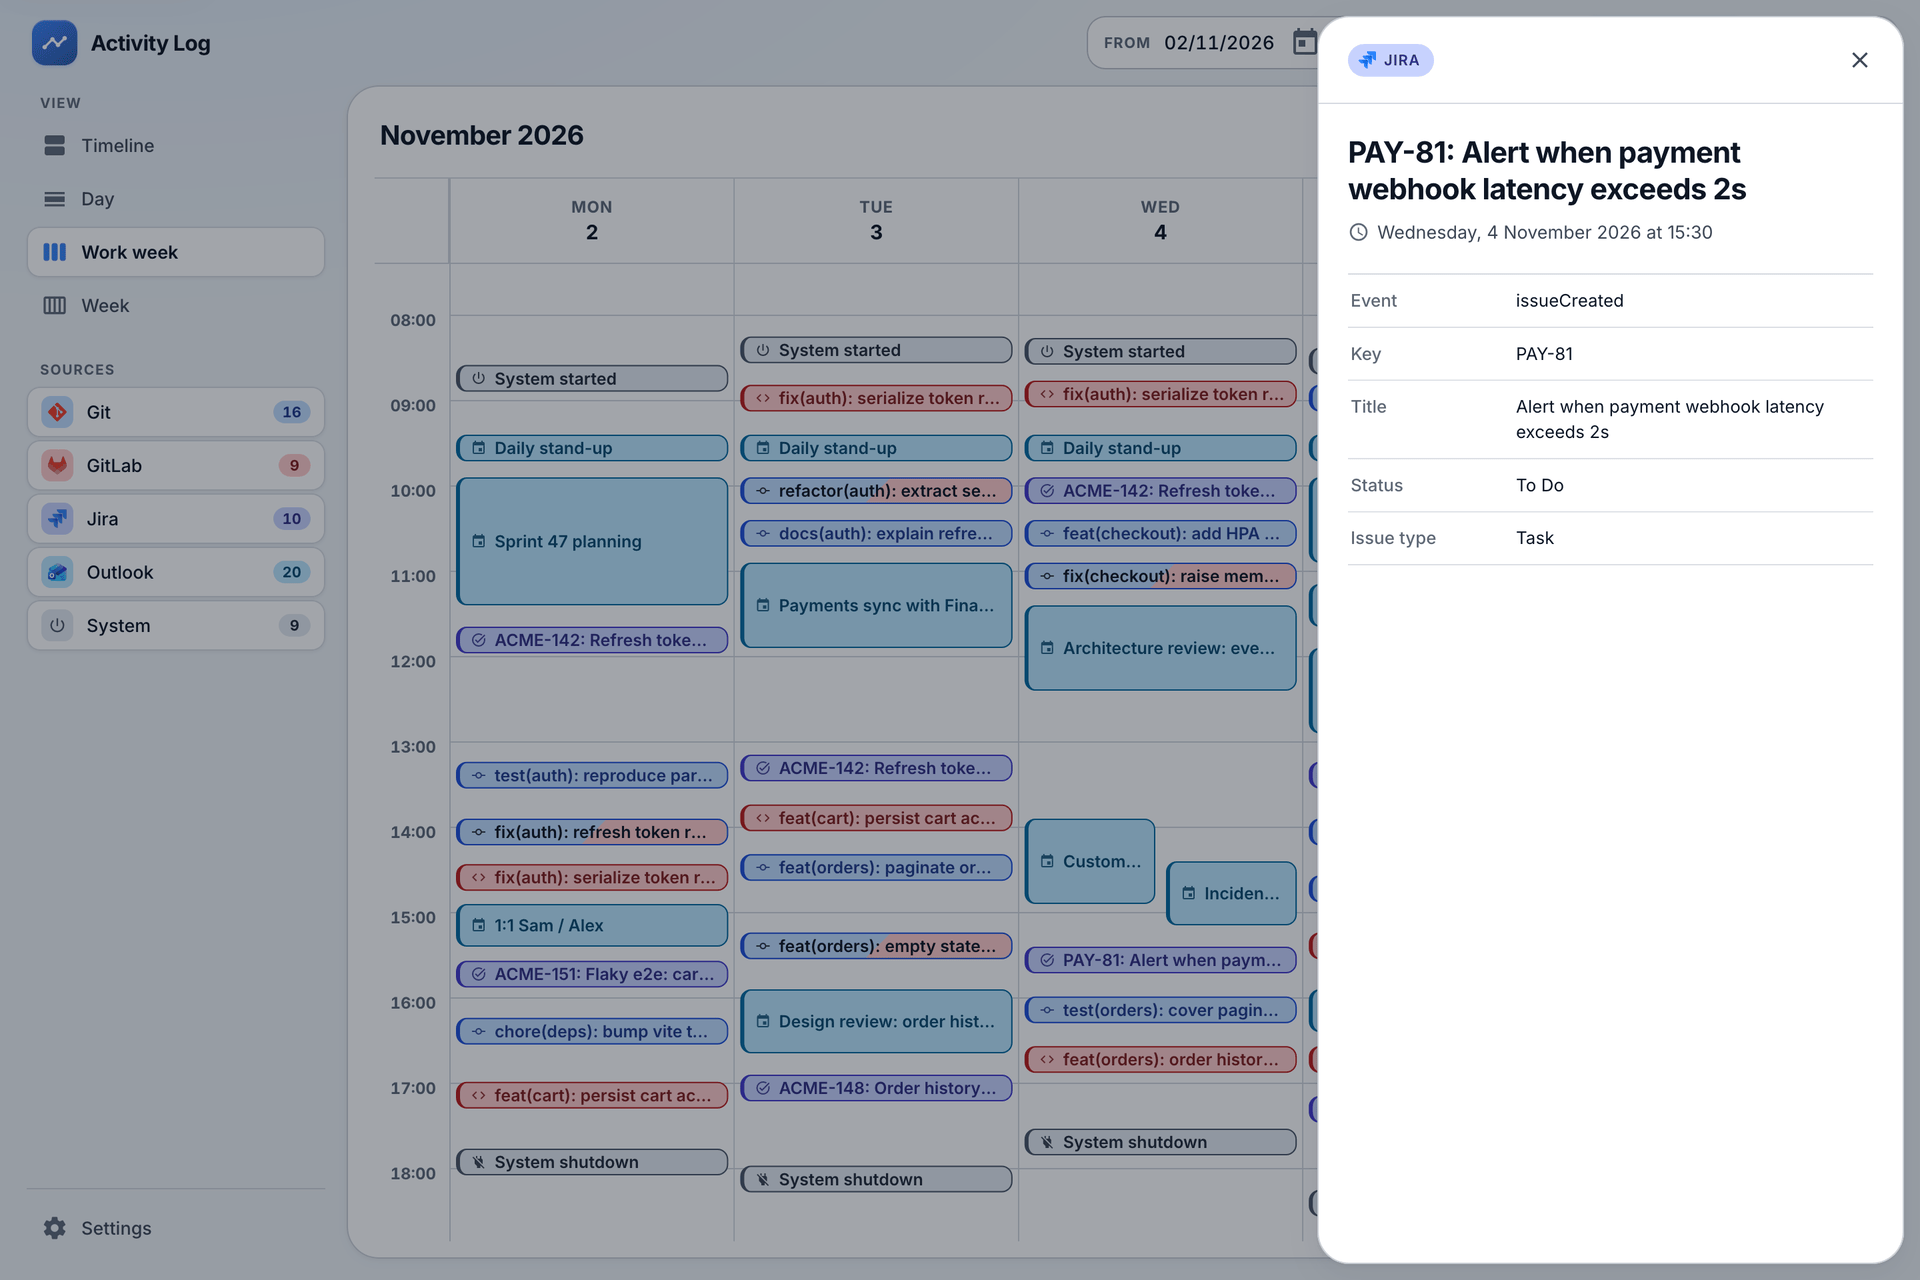 Activity Log
FROM 02/11/2026
VIEW
Timeline
Day
Work week
Week
SOURCES
Git 16
GitLab 9
Jira 10
Outlook 20
System 9
Settings
November 2026
MON
2
TUE
3
WED
4
08:00
09:00
10:00
11:00
12:00
13:00
14:00
15:00
16:00
17:00
18:00
System started
Daily stand-up
Sprint 47 planning
ACME-142: Refresh toke...
test(auth): reproduce par...
fix(auth): refresh token r...
fix(auth): serialize token r...
1:1 Sam / Alex
ACME-151: Flaky e2e: car...
chore(deps): bump vite t...
feat(cart): persist cart ac...
System shutdown
System started
fix(auth): serialize token r...
Daily stand-up
refactor(auth): extract se...
docs(auth): explain refre...
Payments sync with Fina...
ACME-142: Refresh toke...
feat(cart): persist cart ac...
feat(orders): paginate or...
feat(orders): empty state...
Design review: order hist...
ACME-148: Order history...
System shutdown
System started
fix(auth): serialize token r...
Daily stand-up
ACME-142: Refresh toke...
feat(checkout): add HPA ...
fix(checkout): raise mem...
Architecture review: eve...
Custom...
Inciden...
PAY-81: Alert when paym...
test(orders): cover pagin...
feat(orders): order histor...
System shutdown
JIRA
PAY-81: Alert when payment
webhook latency exceeds 2s
Wednesday, 4 November 2026 at 15:30
Event issueCreated
Key PAY-81
Title Alert when payment webhook latency
exceeds 2s
Status To Do
Issue type Task